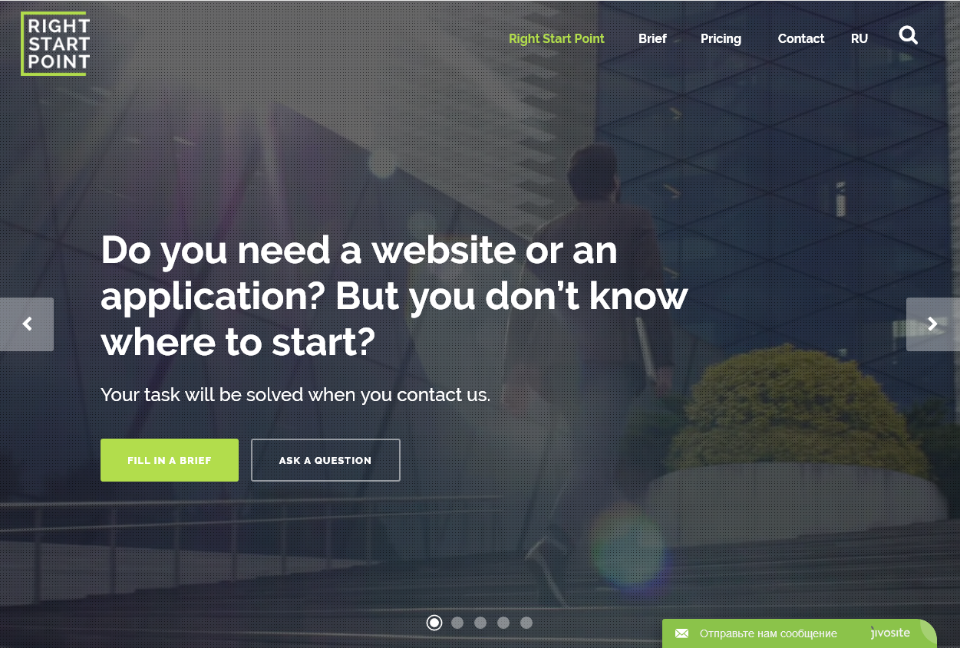 RIGHT
START
POINT
Right Start Point Brief Pricing Contact RU
Do you need a website or an
application? But you don’t know
where to start?
Your task will be solved when you contact us.
FILL IN A BRIEF ASK A QUESTION
Отправьте нам сообщение jivosite